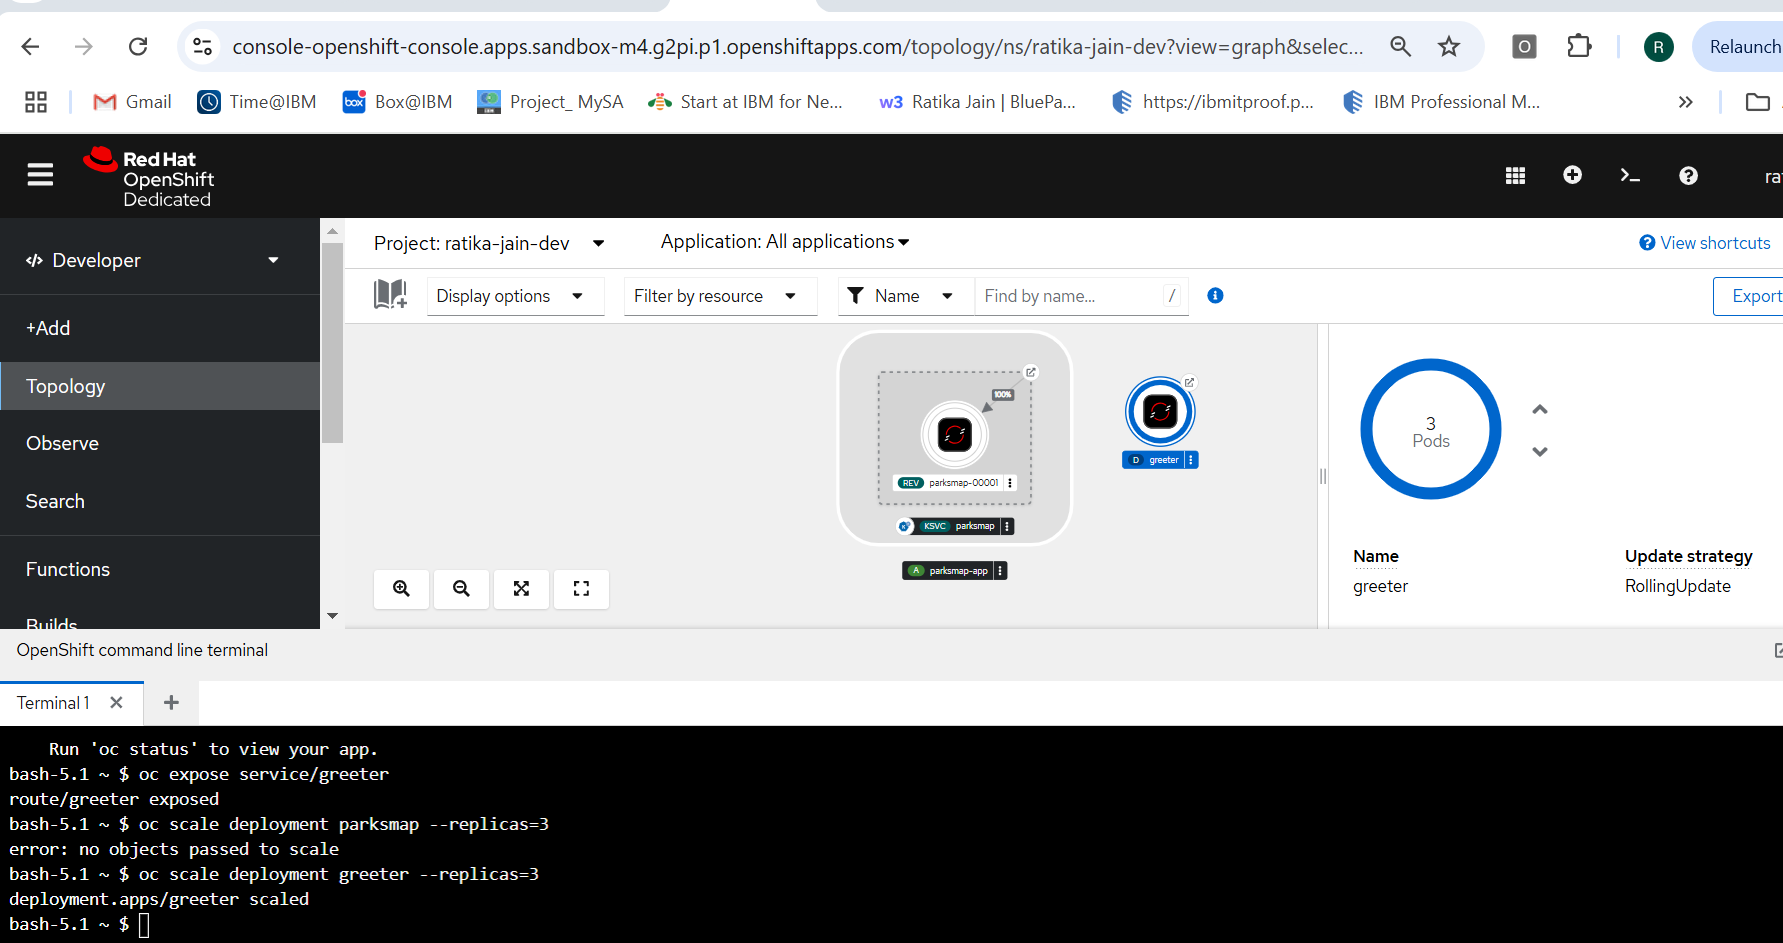 console-openshift-console.apps.sandbox-m4.g2pi.p1.openshiftapps.com/topology/ns/ratika-jain-dev?view=graph&selec...
O
R
Relaunch
Gmail
Time@IBM
box
Box@IBM
Project_ MySA
Start at IBM for Ne...
w3 Ratika Jain | BluePa...
https://ibmitproof.p...
IBM Professional M...
Red Hat
OpenShift
Dedicated
</> Developer
+Add
Topology
Observe
Search
Functions
Builds
Project: ratika-jain-dev
Application: All applications
View shortcuts
Display options
Filter by resource
Name
Find by name...
/
Export
100%
REV parksmap-00001
KSVC parksmap
A parksmap-app
D greeter
3
Pods
Name
greeter
Update strategy
RollingUpdate
OpenShift command line terminal
Terminal 1
Run 'oc status' to view your app.
bash-5.1 ~ $ oc expose service/greeter
route/greeter exposed
bash-5.1 ~ $ oc scale deployment parksmap --replicas=3
error: no objects passed to scale
bash-5.1 ~ $ oc scale deployment greeter --replicas=3
deployment.apps/greeter scaled
bash-5.1 ~ $